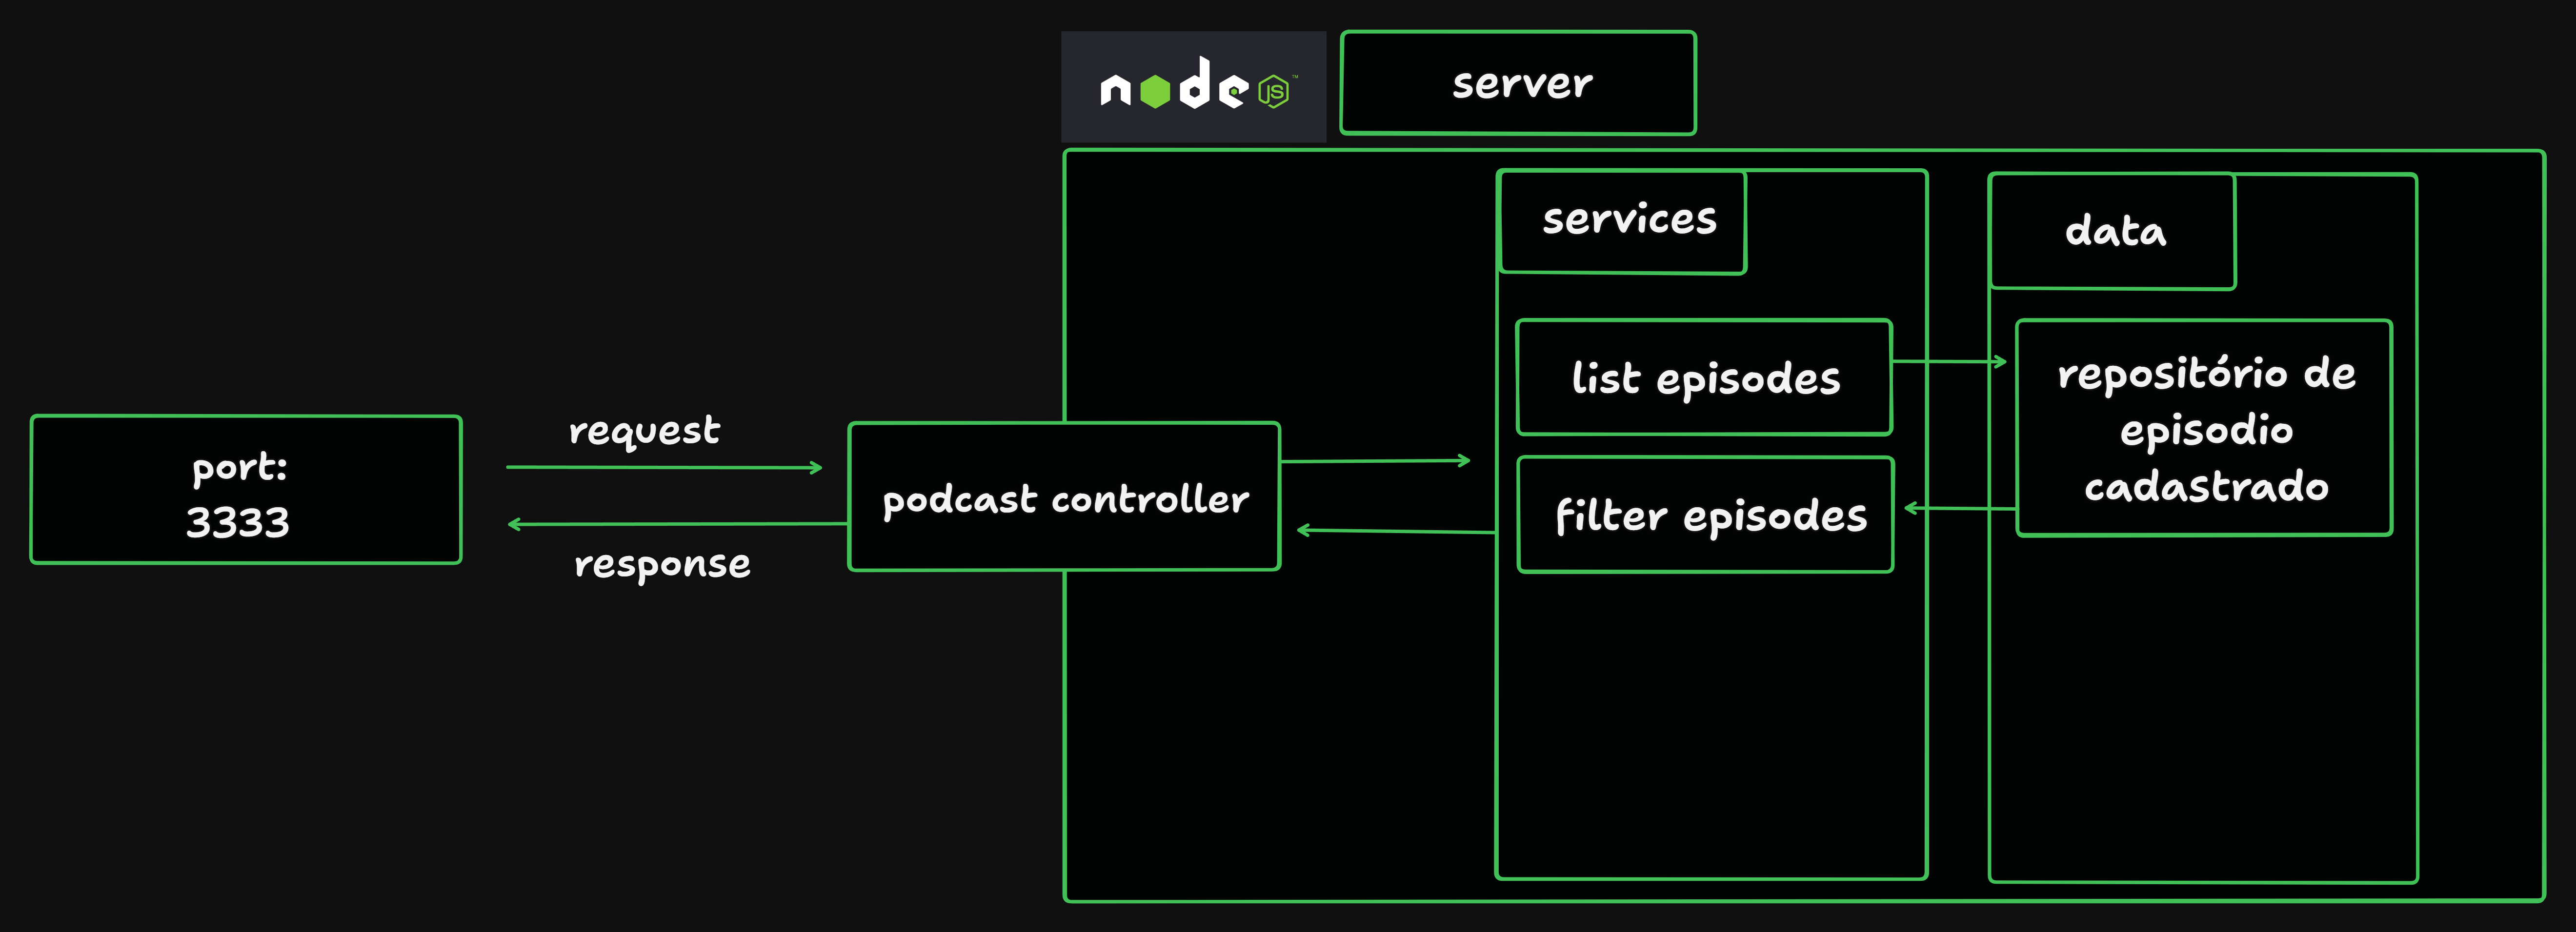 node JS ™
server
services
data
list episodes
repositório de
episodio
cadastrado
request
port:
3333
podcast controller
filter episodes
response